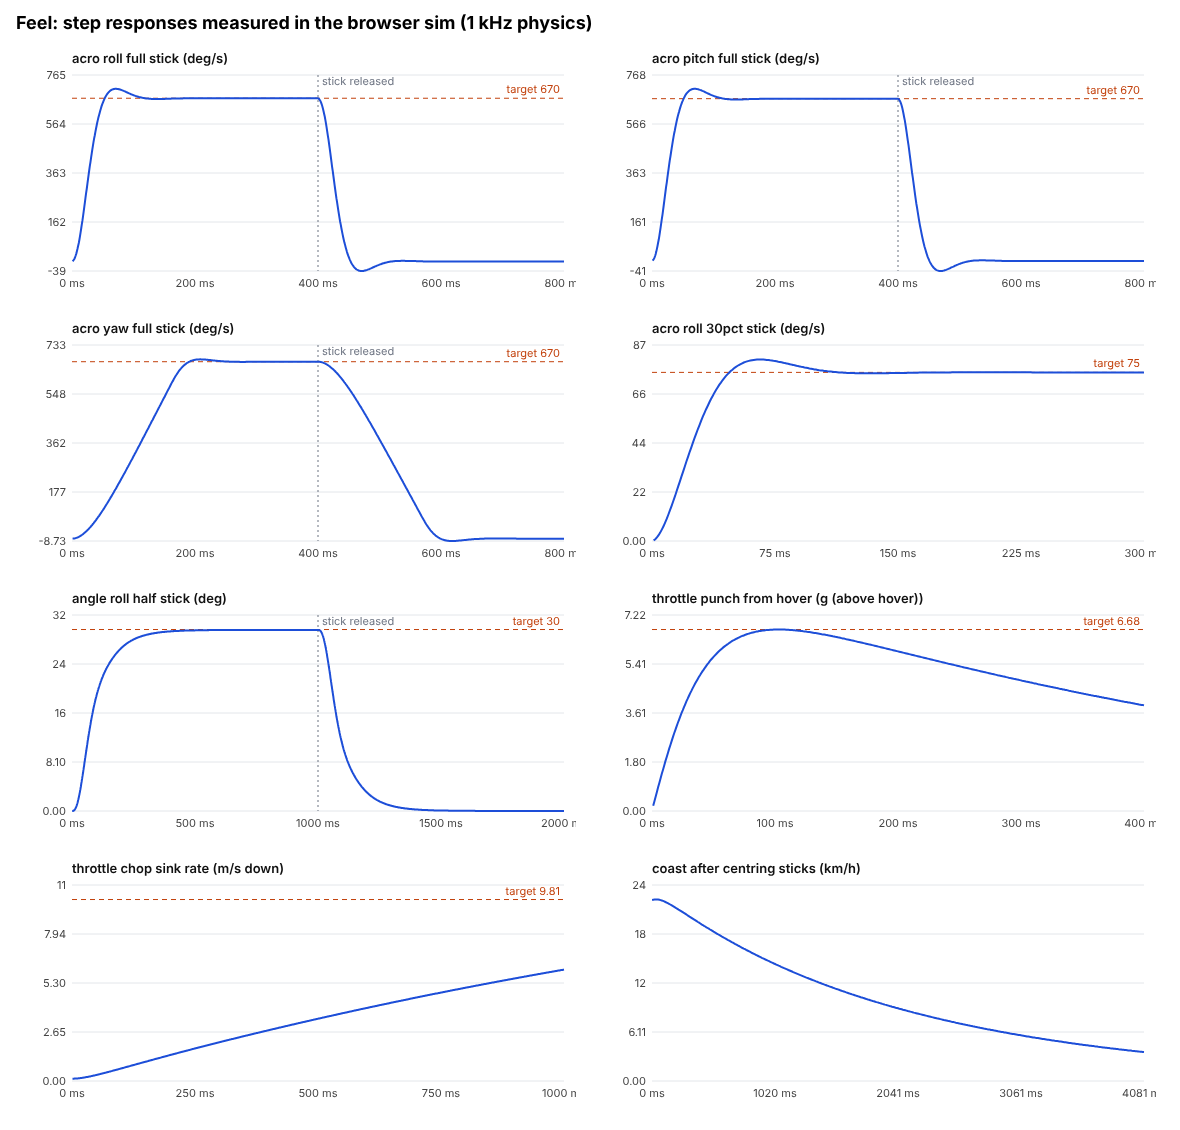 Feel: step responses measured in the browser sim (1 kHz physics)
acro roll full stick (deg/s)
765
564
363
162
-39
stick released
target 670
0 ms
200 ms
400 ms
600 ms
800 m
acro pitch full stick (deg/s)
768
566
363
161
-41
stick released
target 670
0 ms
200 ms
400 ms
600 ms
800 m
acro yaw full stick (deg/s)
733
548
362
177
-8.73
stick released
target 670
0 ms
200 ms
400 ms
600 ms
800 m
acro roll 30pct stick (deg/s)
87
66
44
22
0.00
target 75
0 ms
75 ms
150 ms
225 ms
300 m
angle roll half stick (deg)
32
24
16
8.10
0.00
stick released
target 30
0 ms
500 ms
1000 ms
1500 ms
2000 m
throttle punch from hover (g (above hover))
7.22
5.41
3.61
1.80
0.00
target 6.68
0 ms
100 ms
200 ms
300 ms
400 m
throttle chop sink rate (m/s down)
11
7.94
5.30
2.65
0.00
target 9.81
0 ms
250 ms
500 ms
750 ms
1000 m
coast after centring sticks (km/h)
24
18
12
6.11
0.00
0 ms
1020 ms
2041 ms
3061 ms
4081 m